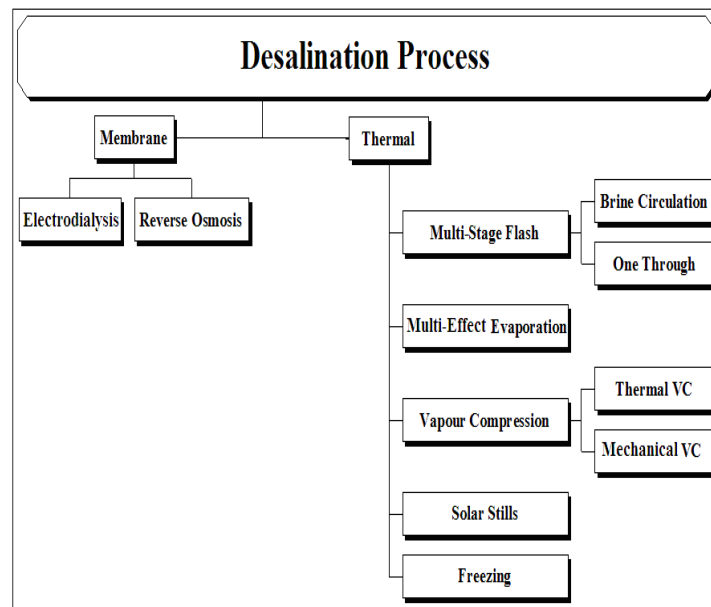 Desalination Process
Membrane
Thermal
Electrodialysis
Reverse Osmosis
Multi-Stage Flash
Brine Circulation
One Through
Multi-Effect Evaporation
Vapour Compression
Thermal VC
Mechanical VC
Solar Stills
Freezing